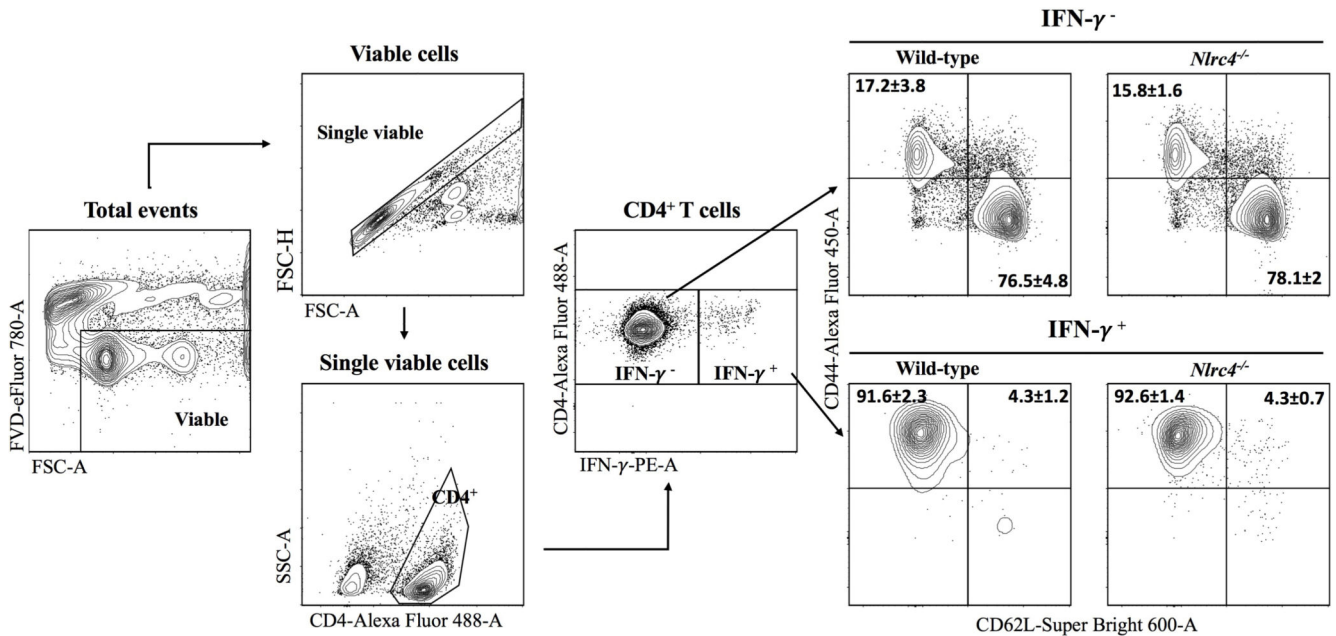 Total events
FVD-eFluor 780-A
Viable
FSC-A
Viable cells
Single viable
FSC-H
FSC-A
Single viable cells
CD4⁺
SSC-A
CD4-Alexa Fluor 488-A
CD4⁺ T cells
CD4-Alexa Fluor 488-A
IFN-γ⁻
IFN-γ⁺
IFN-γ-PE-A
IFN-γ⁻
Wild-type
Nlrc4⁻/⁻
17.2±3.8
15.8±1.6
76.5±4.8
78.1±2
CD44-Alexa Fluor 450-A
IFN-γ⁺
Wild-type
Nlrc4⁻/⁻
91.6±2.3
4.3±1.2
92.6±1.4
4.3±0.7
CD62L-Super Bright 600-A